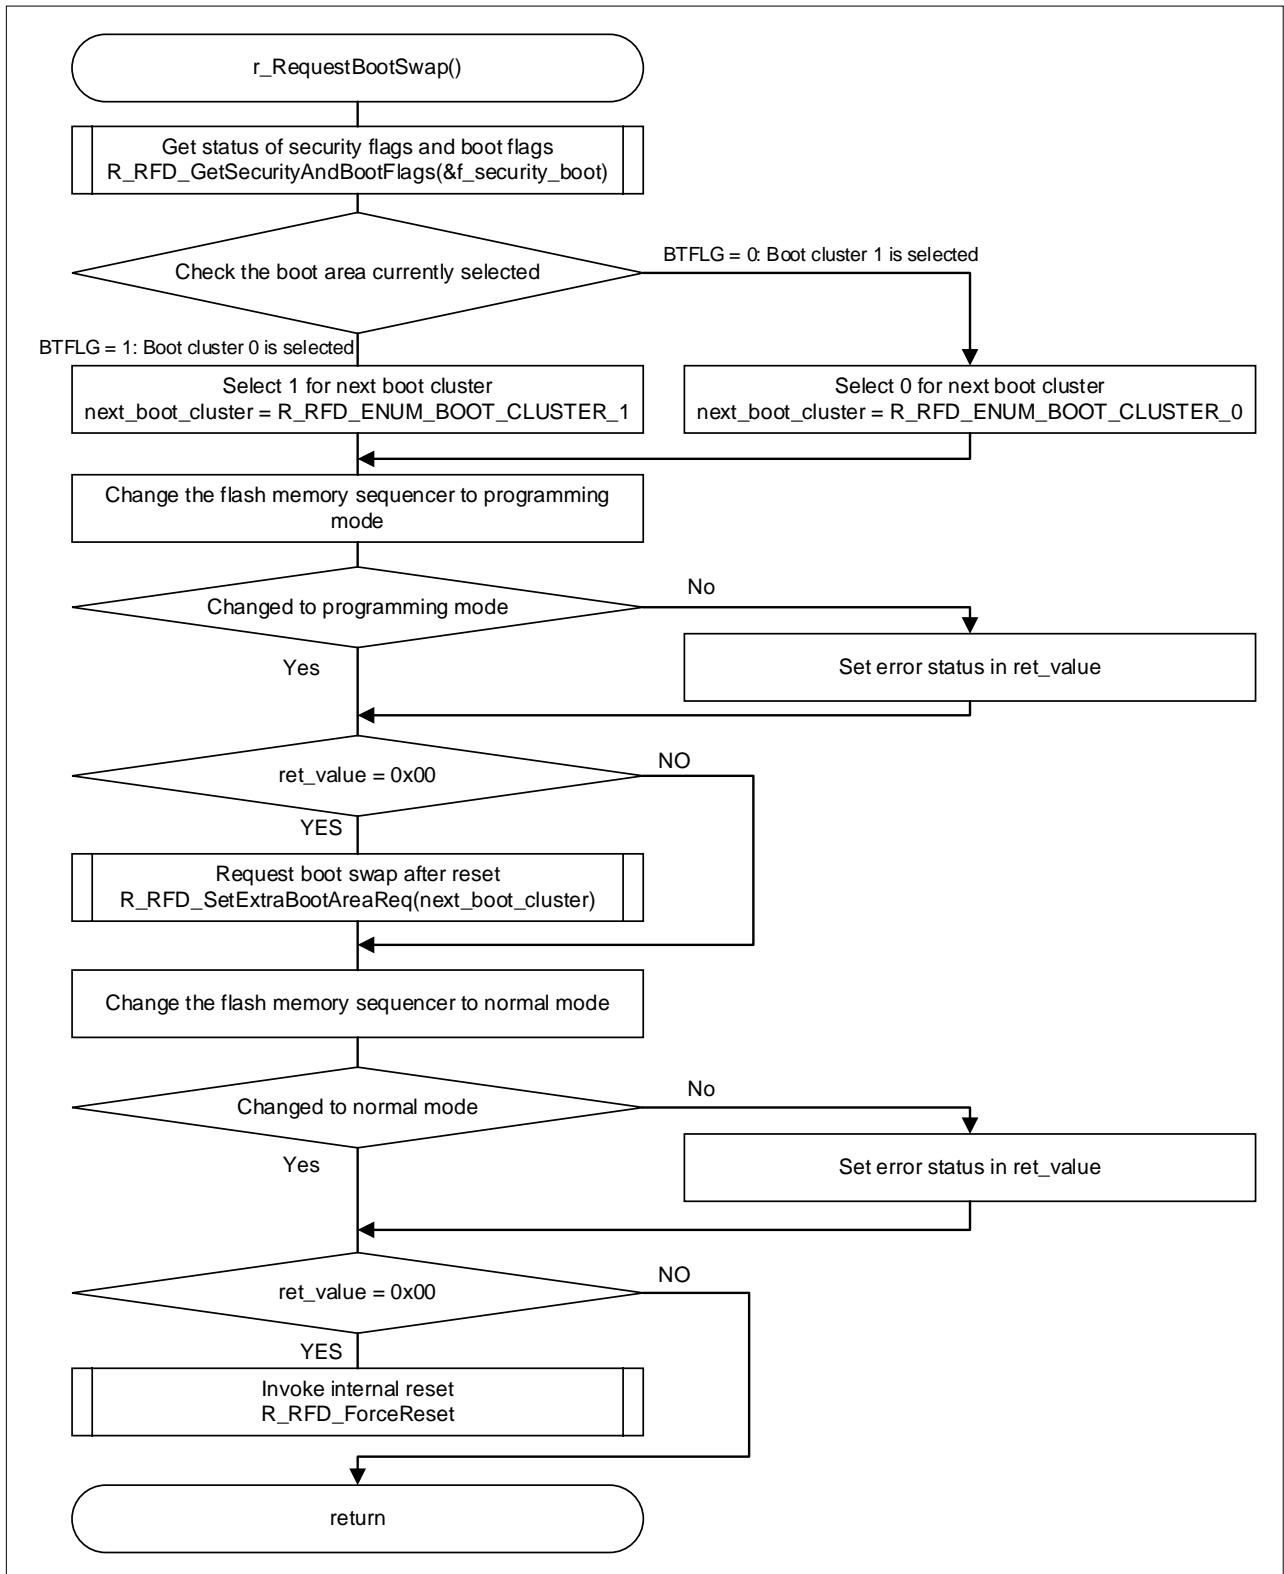 r_RequestBootSwap()
Get status of security flags and boot flags
R_RFD_GetSecurityAndBootFlags(&f_security_boot)
Check the boot area currently selected
BTFLG = 0: Boot cluster 1 is selected
BTFLG = 1: Boot cluster 0 is selected
Select 1 for next boot cluster
next_boot_cluster = R_RFD_ENUM_BOOT_CLUSTER_1
Select 0 for next boot cluster
next_boot_cluster = R_RFD_ENUM_BOOT_CLUSTER_0
Change the flash memory sequencer to programming
mode
Changed to programming mode
No
Yes
Set error status in ret_value
ret_value = 0x00
NO
YES
Request boot swap after reset
R_RFD_SetExtraBootAreaReq(next_boot_cluster)
Change the flash memory sequencer to normal mode
Changed to normal mode
No
Yes
Set error status in ret_value
ret_value = 0x00
NO
YES
Invoke internal reset
R_RFD_ForceReset
return